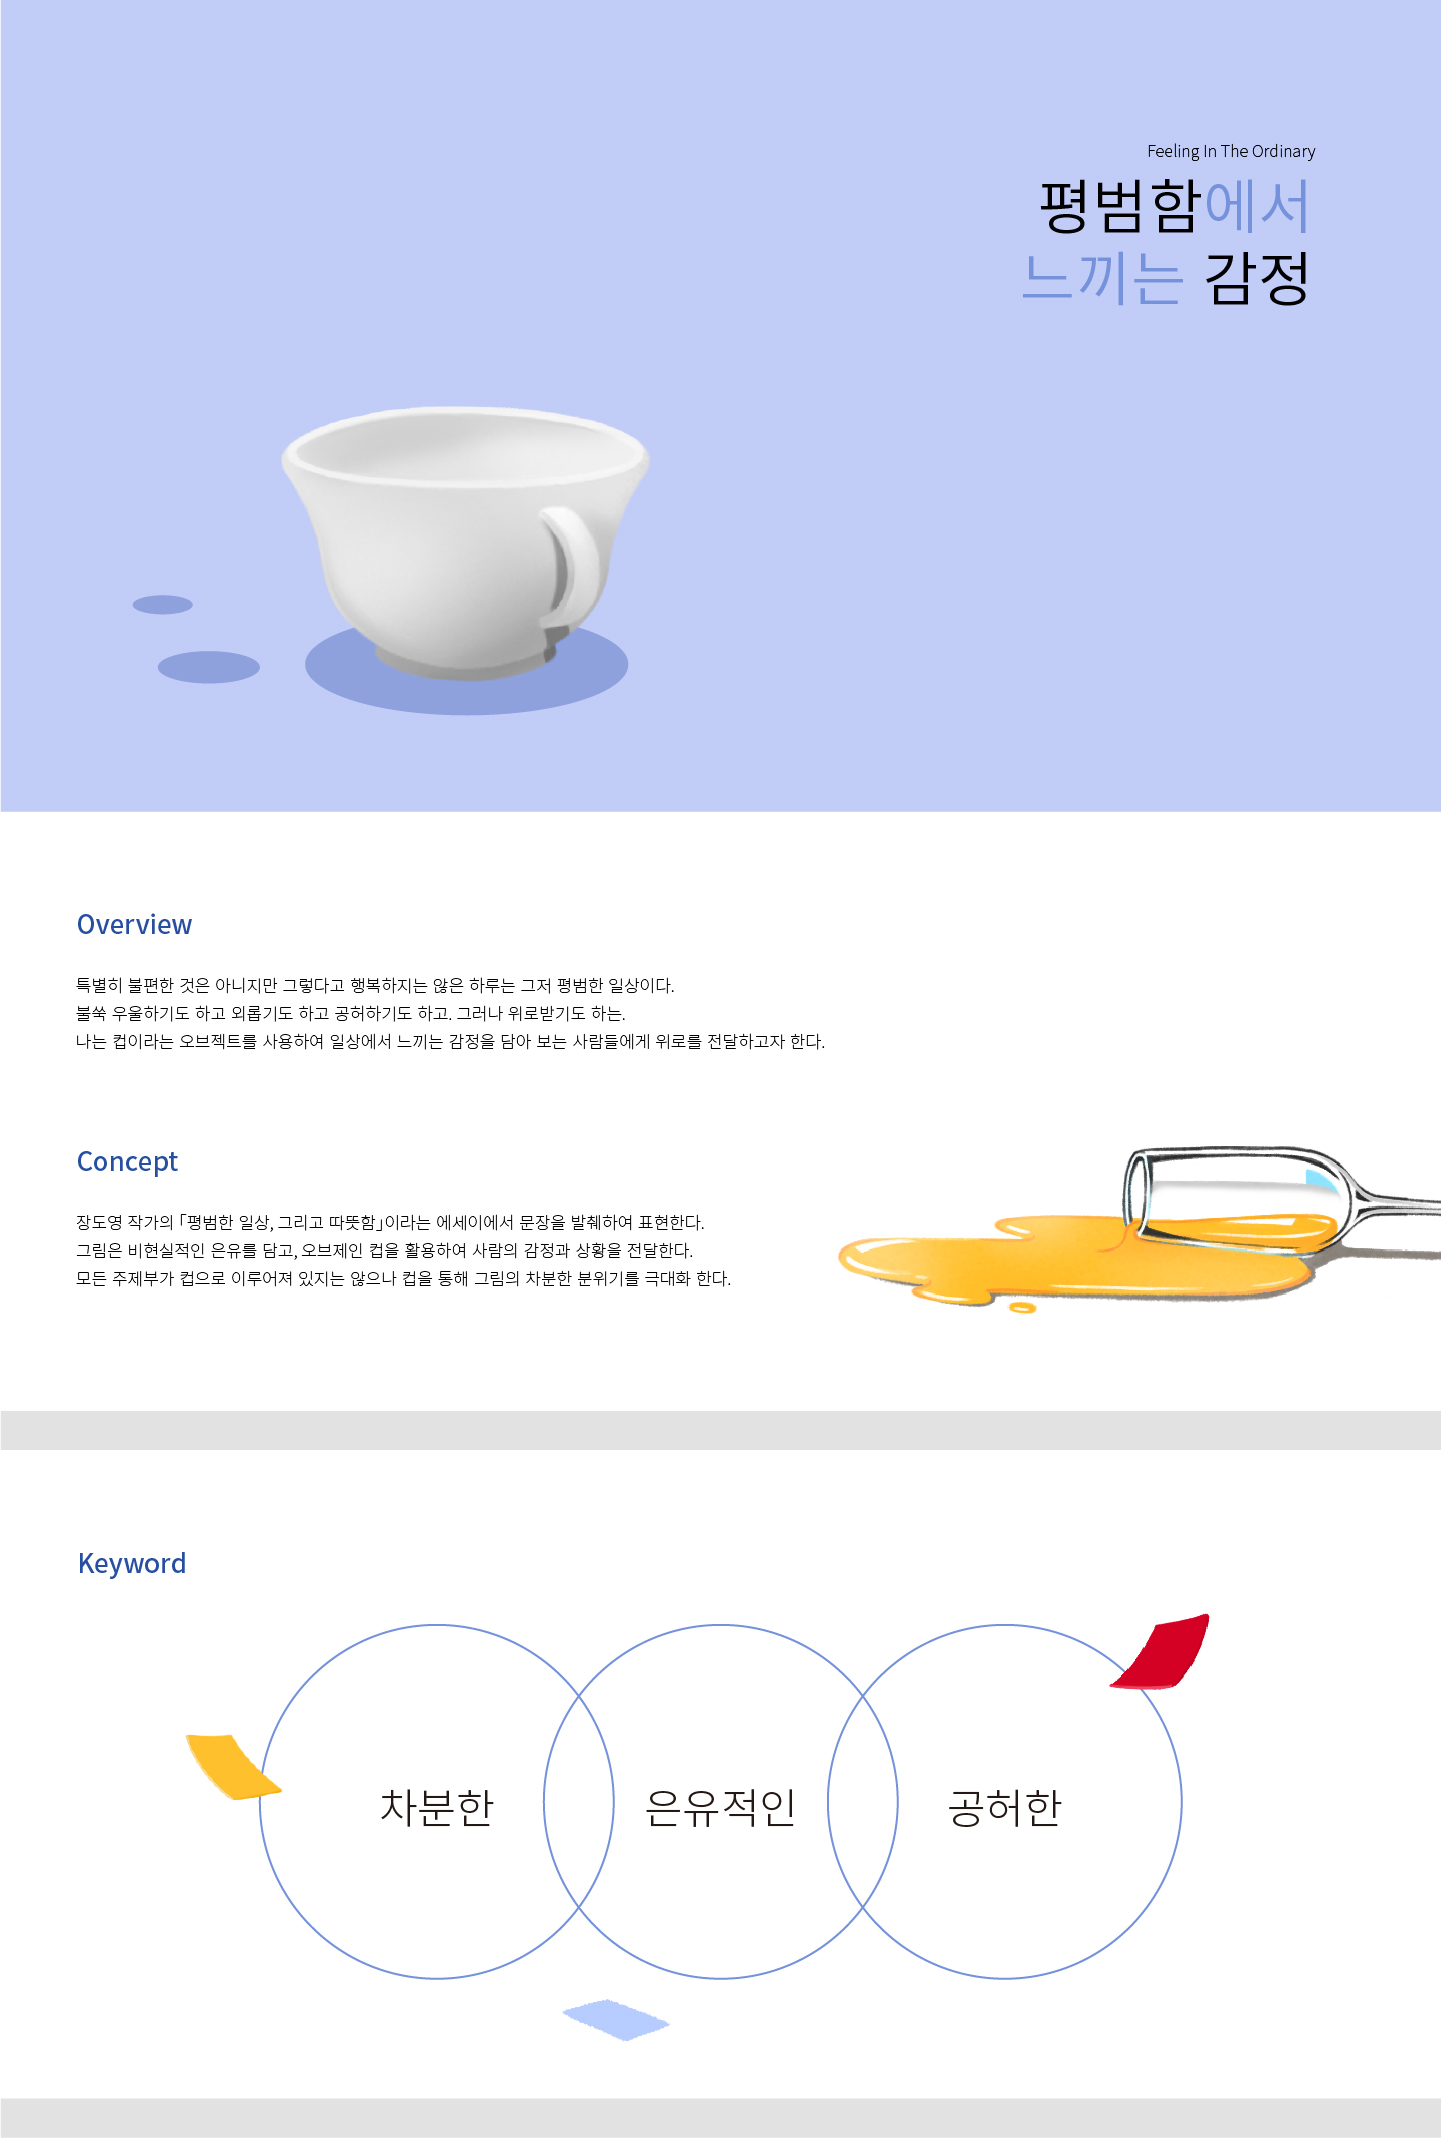 Feeling In The Ordinary
평범함에서
느끼는 감정
Overview
특별히 불편한 것은 아니지만 그렇다고 행복하지는 않은 하루는 그저 평범한 일상이다.
불쑥 우울하기도 하고 외롭기도 하고 공허하기도 하고. 그러나 위로받기도 하는.
나는 컵이라는 오브젝트를 사용하여 일상에서 느끼는 감정을 담아 보는 사람들에게 위로를 전달하고자 한다.
Concept
장도영 작가의 「평범한 일상, 그리고 따뜻함」이라는 에세이에서 문장을 발췌하여 표현한다.
그림은 비현실적인 은유를 담고, 오브제인 컵을 활용하여 사람의 감정과 상황을 전달한다.
모든 주제부가 컵으로 이루어져 있지는 않으나 컵을 통해 그림의 차분한 분위기를 극대화 한다.
Keyword
차분한
은유적인
공허한